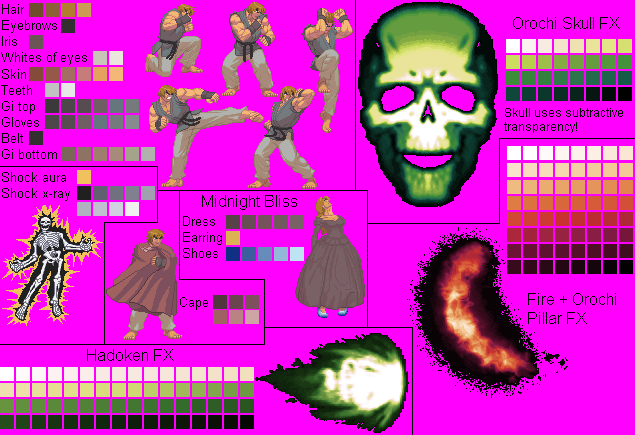 Hair
Eyebrows
Iris
Whites of eyes
Skin
Teeth
Gi top
Gloves
Belt
Gi bottom
Shock aura
Shock x-ray
Orochi Skull FX
Skull uses subtractive
transparency!
Midnight Bliss
Dress
Earring
Shoes
Cape
Fire + Orochi
Pillar FX
Hadoken FX